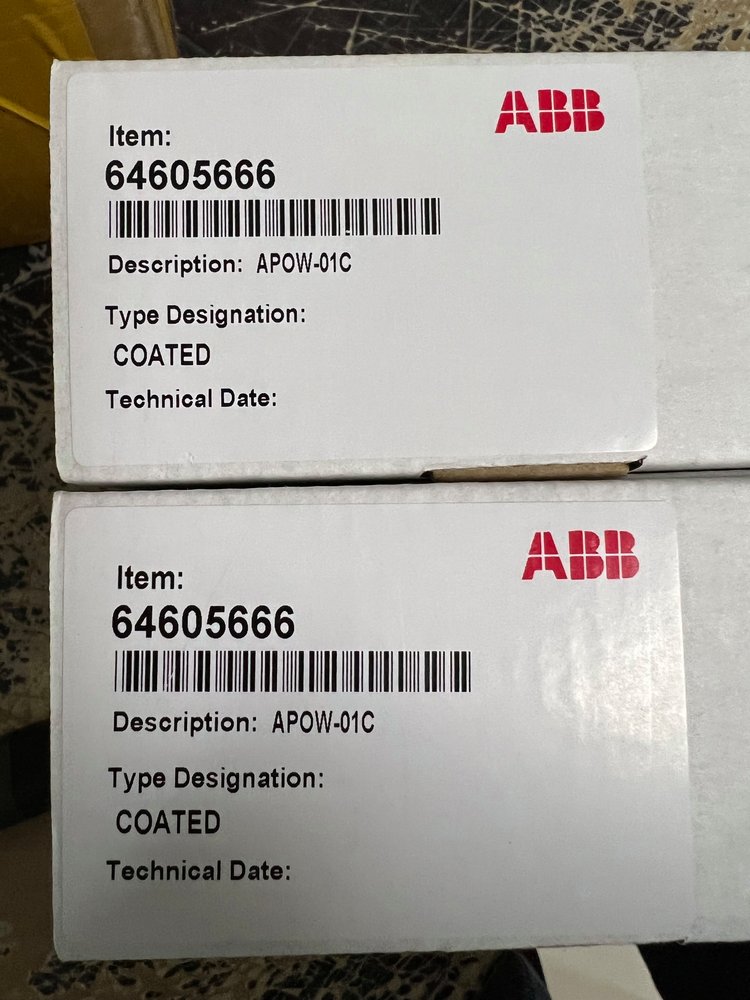 ABB
Item:
64605666
Description: APOW-01C
Type Designation:
COATED
Technical Date:
ABB
Item:
64605666
Description: APOW-01C
Type Designation:
COATED
Technical Date: